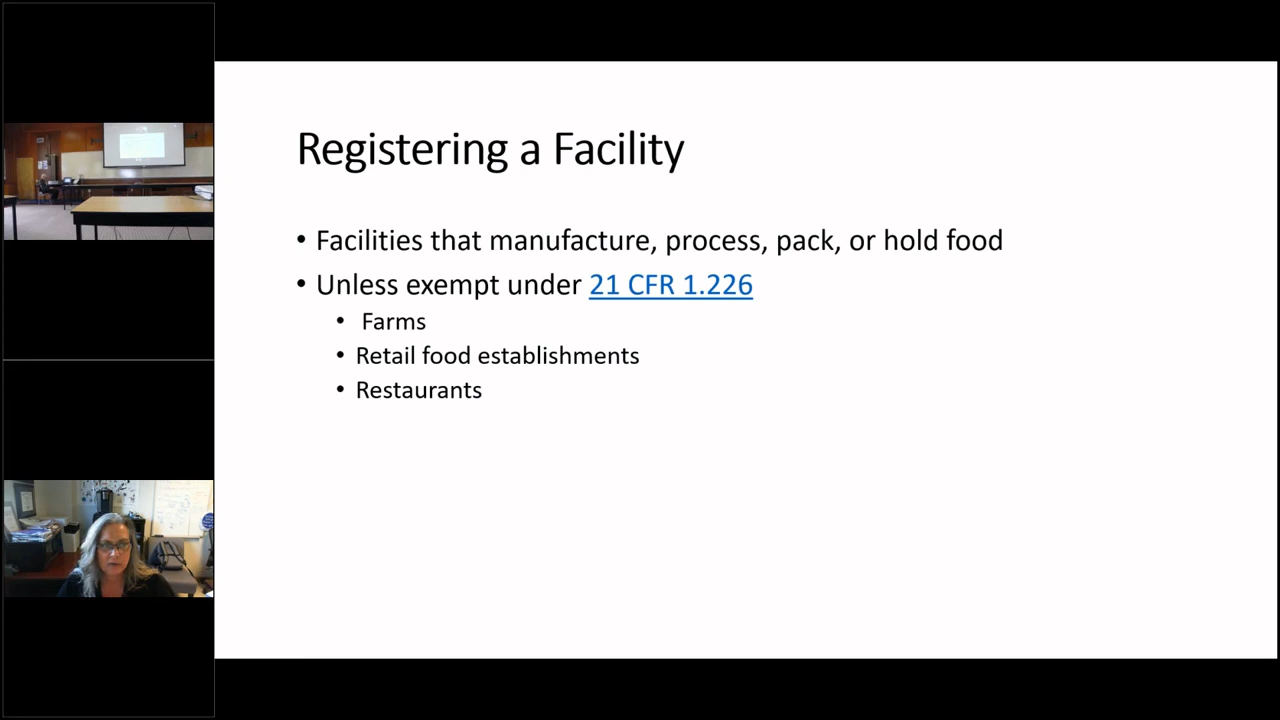 Registering a Facility
• Facilities that manufacture, process, pack, or hold food
• Unless exempt under 21 CFR 1.226
• Farms
• Retail food establishments
• Restaurants